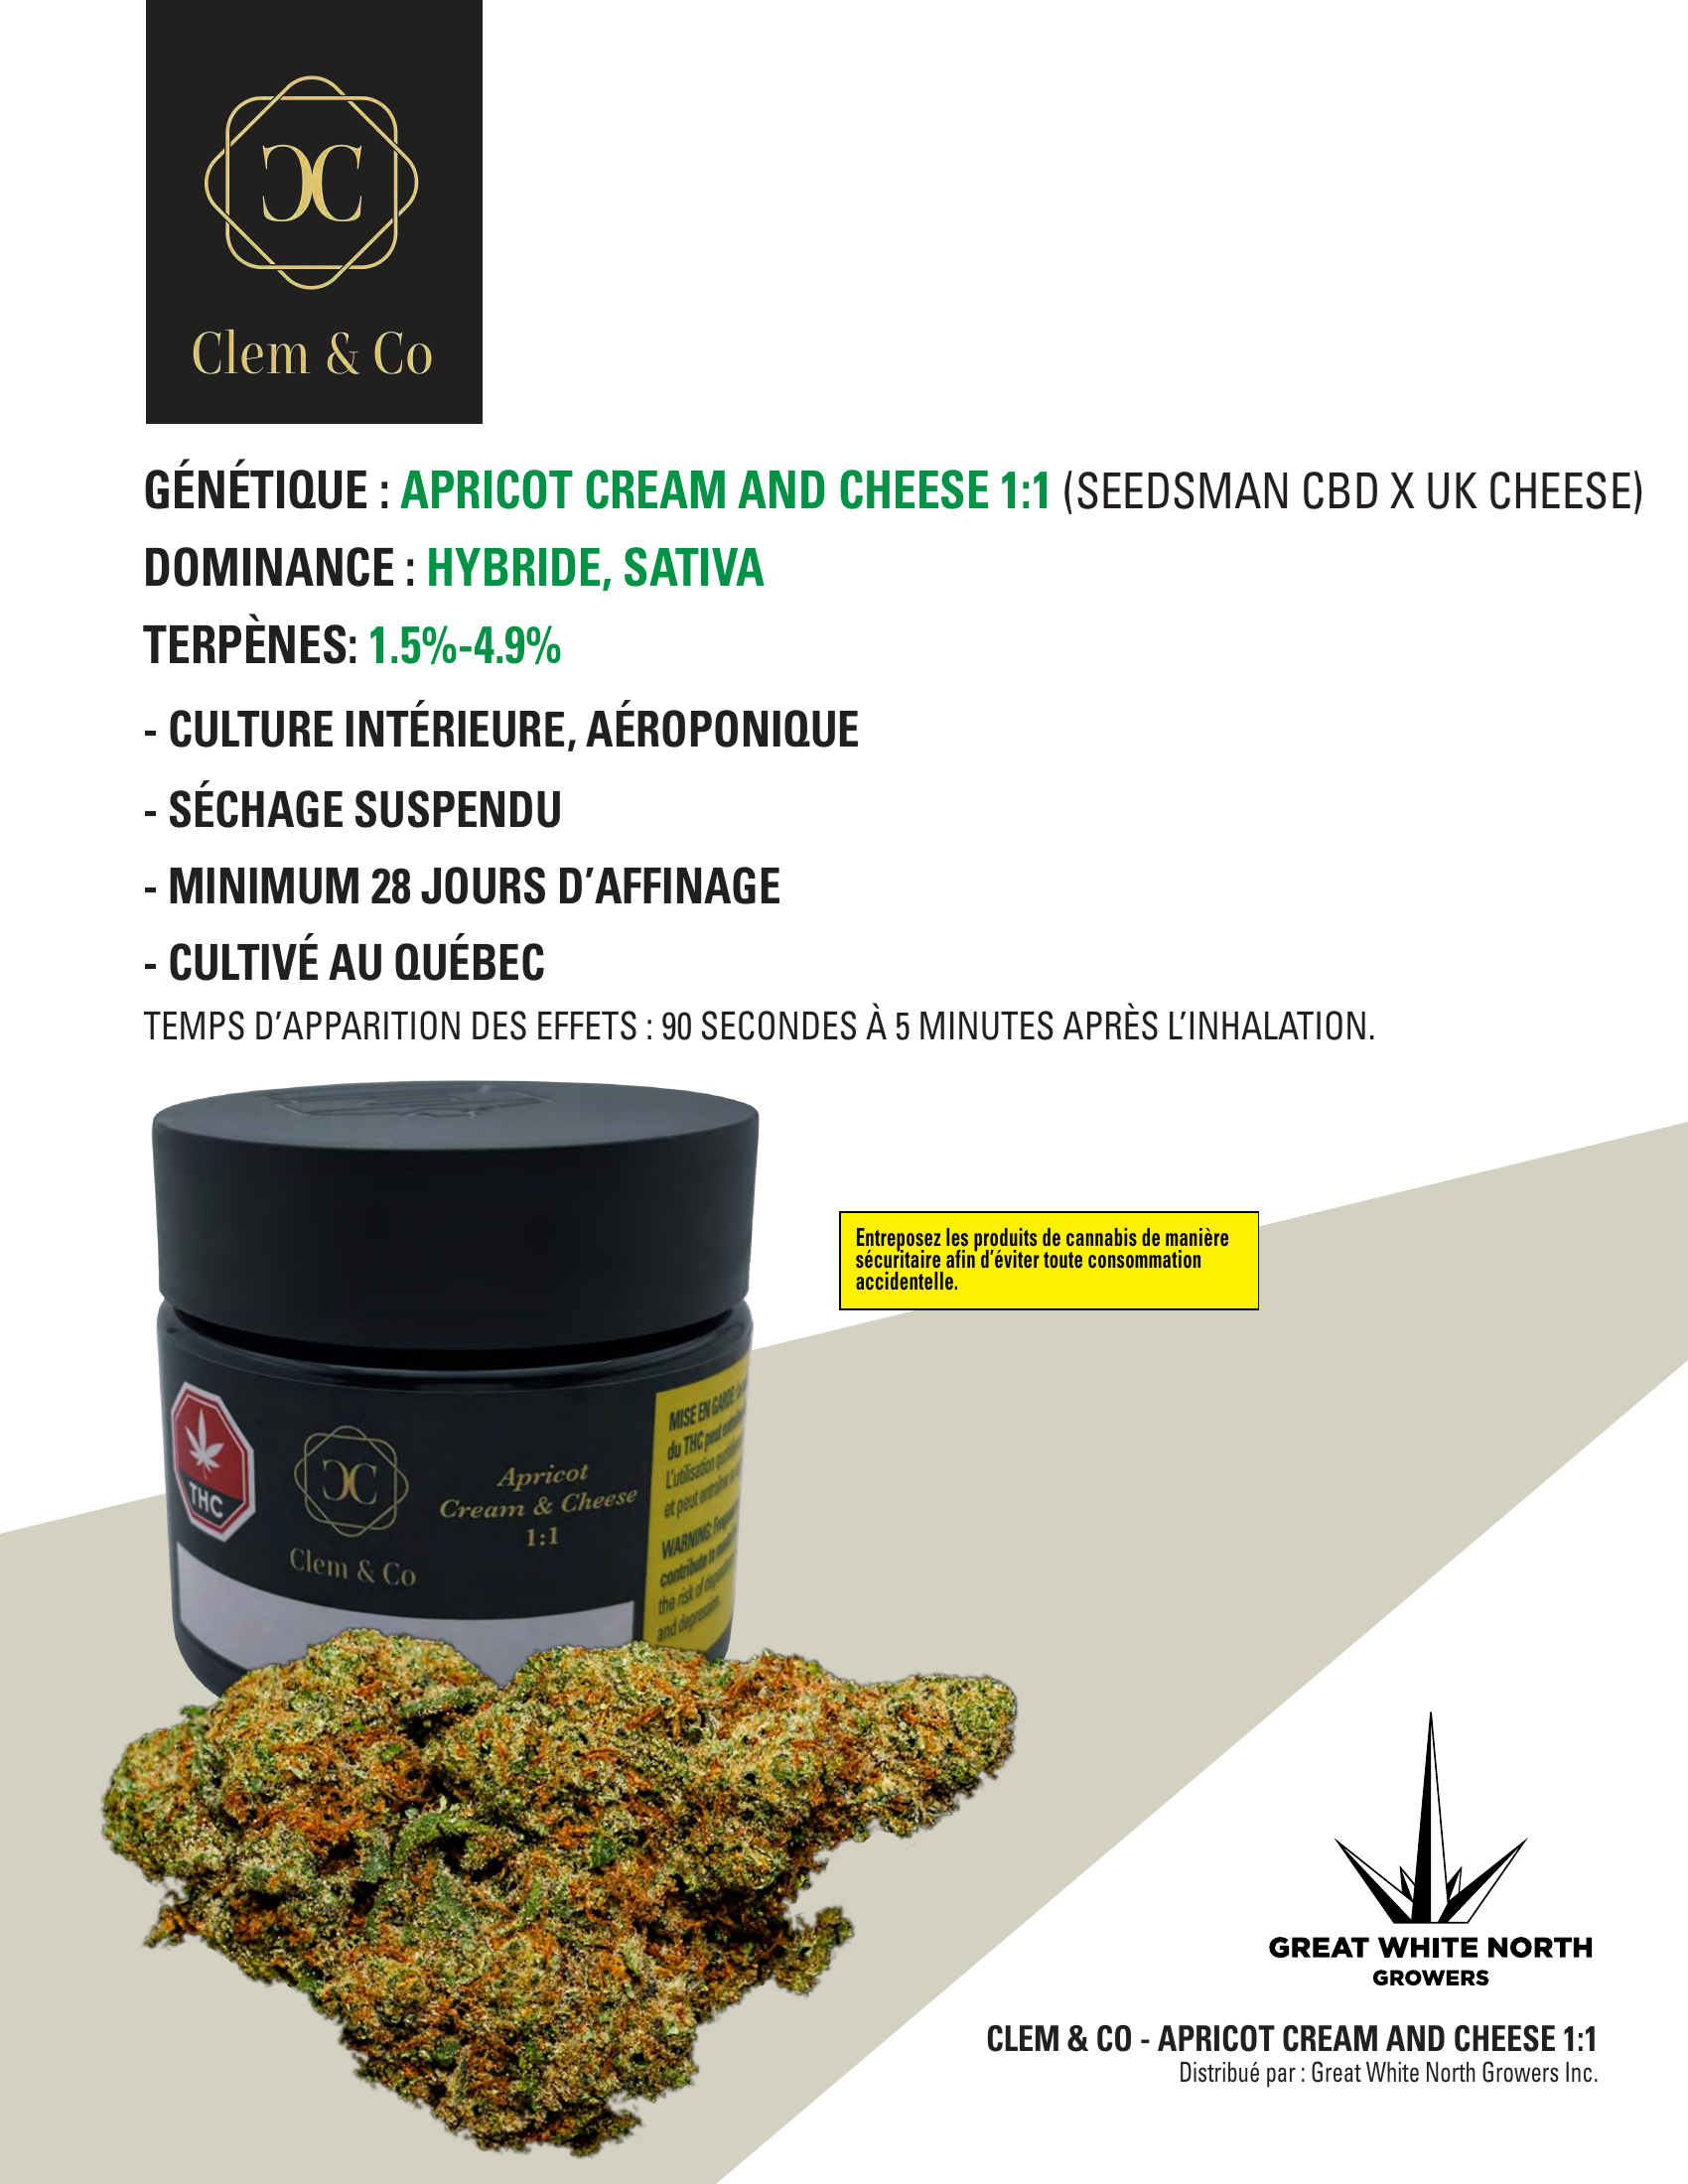 Clem & Co
GÉNÉTIQUE : APRICOT CREAM AND CHEESE 1:1 (SEEDSMAN CBD X UK CHEESE)
DOMINANCE : HYBRIDE, SATIVA
TERPÈNES: 1.5%-4.9%
- CULTURE INTÉRIEURE, AÉROPONIQUE
- SÉCHAGE SUSPENDU
- MINIMUM 28 JOURS D’AFFINAGE
- CULTIVÉ AU QUÉBEC
TEMPS D’APPARITION DES EFFETS : 90 SECONDES À 5 MINUTES APRÈS L’INHALATION.
Entreposez les produits de cannabis de manière
sécuritaire afin d’éviter toute consommation
accidentelle.
THC
Clem & Co
Apricot
Cream & Cheese
1:1
MISE EN GARDE:
du THC peut
L’utilisation
et peut entraîner
WARNING:
contribute to
the risk of
and depression.
GREAT WHITE NORTH
GROWERS
CLEM & CO - APRICOT CREAM AND CHEESE 1:1
Distribué par : Great White North Growers Inc.